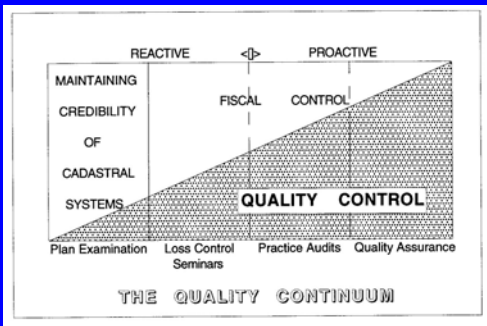 REACTIVE <|> PROACTIVE
MAINTAINING
CREDIBILITY
OF
CADASTRAL
SYSTEMS
FISCAL CONTROL
QUALITY CONTROL
Plan Examination Loss Control Seminars Practice Audits Quality Assurance
THE QUALITY CONTINUUM